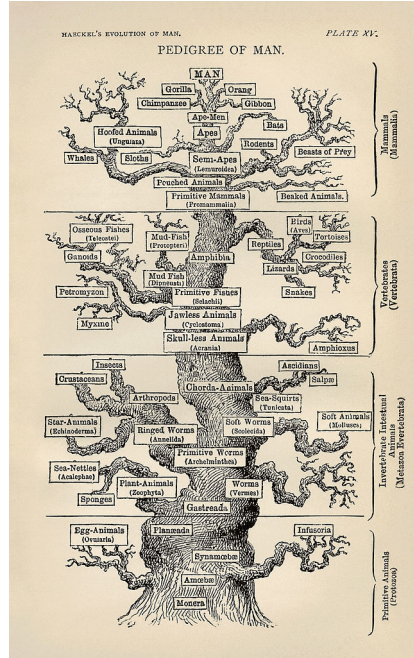 HAECKEL'S EVOLUTION OF MAN.
PLATE XV.
PEDIGREE OF MAN.
MAN
Gorilla
Orang
Chimpanzee
Gibbon
Ape-Men
Bats
Hoofed Animals
(Ungulata)
Apes
Rodents
Whales
Sloths
Semi-Apes
(Lemuroidea)
Beasts of Prey
Pouched Animals
Primitive Mammals
(Promammalia)
Beaked Animals.
Mammals
(Mammalia)
Osseous Fishes
(Teleostei)
Mud-Fish
(Protopteri)
Birds
(Aves)
Tortoises
Reptiles
Ganoids
Amphibia
Crocodiles
Lizards
Mud Fish
(Dipneusti)
Petromyzon
Primitive Fishes
(Selachii)
Snakes
Jawless Animals
(Cyclostoma)
Myxine
Skull-less Animals
(Acrania)
Amphioxus
Vertebrates
(Vertebrata)
Insects
Ascidians
Crustaceans
Salpæ
Chorda-Animals
Arthropods
Sea-Squirts
(Tunicata)
Star-Animals
(Echinoderma)
Ringed Worms
(Annelida)
Soft Worms
(Scolecida)
Soft Animals
(Mollusca)
Primitive Worms
(Archelminthes)
Sea-Nettles
(Acalephae)
Plant-Animals
(Zoophyta)
Worms
(Vermes)
Sponges
Gastreada
Invertebrate Intestinal
Animals
(Metazoa Evertebrata)
Egg-Animals
(Ovularia)
Planæada
Infusoria
Synamœbæ
Amœbæ
Monera
Primitive Animals
(Protozoa)